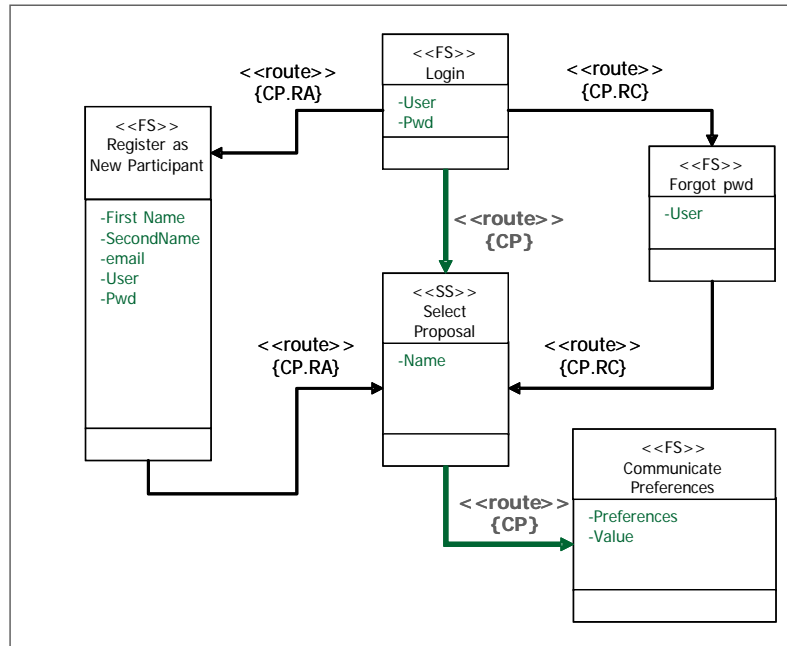 <<FS>>
Login
-User
-Pwd
<<route>>
{CP.RA}
<<route>>
{CP.RC}
<<FS>>
Register as
New Participant
-First Name
-SecondName
-email
-User
-Pwd
<<FS>>
Forgot pwd
-User
<<route>>
{CP}
<<SS>>
Select
Proposal
-Name
<<route>>
{CP.RA}
<<route>>
{CP.RC}
<<route>>
{CP}
<<FS>>
Communicate
Preferences
-Preferences
-Value